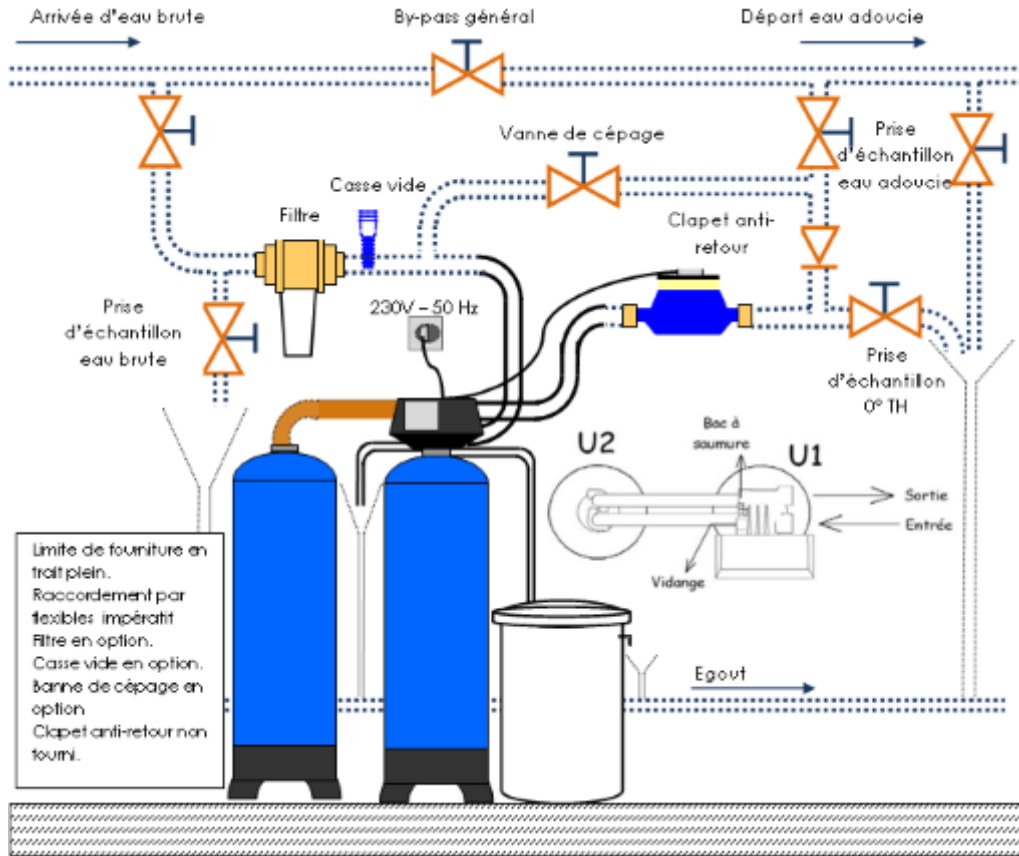 Arrivée d'eau brute
By-pass général
Départ eau adoucie
Vanne de cépage
Prise
d'échantillon
eau adoucie
Casse vide
Filtre
Clapet anti-
retour
230V – 50 Hz
Prise
d'échantillon
eau brute
Prise
d'échantillon
0° TH
Bac à
saumure
U2
U1
Sortie
Entrée
Vidange
Limite de fourniture en
trait plein.
Raccordement par
flexibles impératif
Filtre en option.
Casse vide en option.
Banne de cépage en
option
Clapet anti-retour non
fourni.
Egout